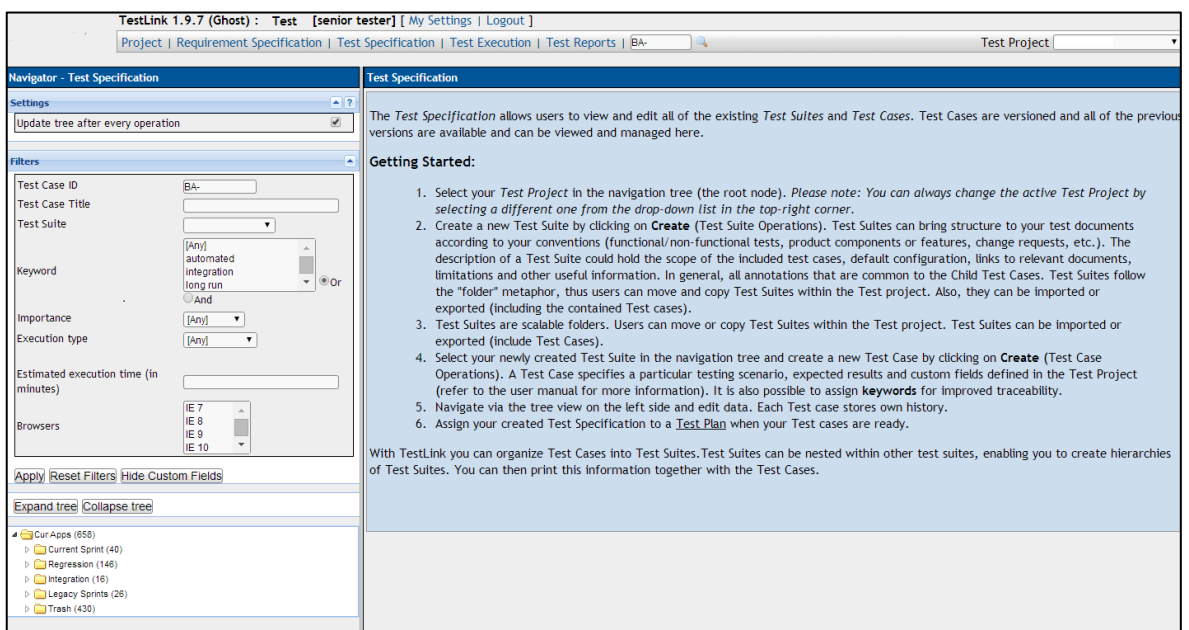 TestLink 1.9.7 (Ghost) : Test [senior tester] [ My Settings | Logout ]
Project | Requirement Specification | Test Specification | Test Execution | Test Reports | BA- Test Project
Navigator - Test Specification
Settings
Update tree after every operation
Filters
Test Case ID BA-
Test Case Title
Test Suite
Keyword
[Any]
automated
integration
long run
Or
And
Importance [Any]
Execution type [Any]
Estimated execution time (in
minutes)
Browsers
IE 7
IE 8
IE 9
IE 10
Apply Reset Filters Hide Custom Fields
Expand tree Collapse tree
Cur Apps (658)
Current Sprint (40)
Regression (146)
Integration (16)
Legacy Sprints (26)
Trash (430)
Test Specification
The Test Specification allows users to view and edit all of the existing Test Suites and Test Cases. Test Cases are versioned and all of the previous
versions are available and can be viewed and managed here.
Getting Started:
1. Select your Test Project in the navigation tree (the root node). Please note: You can always change the active Test Project by
selecting a different one from the drop-down list in the top-right corner.
2. Create a new Test Suite by clicking on Create (Test Suite Operations). Test Suites can bring structure to your test documents
according to your conventions (functional/non-functional tests, product components or features, change requests, etc.). The
description of a Test Suite could hold the scope of the included test cases, default configuration, links to relevant documents,
limitations and other useful information. In general, all annotations that are common to the Child Test Cases. Test Suites follow
the "folder" metaphor, thus users can move and copy Test Suites within the Test project. Also, they can be imported or
exported (including the contained Test cases).
3. Test Suites are scalable folders. Users can move or copy Test Suites within the Test project. Test Suites can be imported or
exported (include Test Cases).
4. Select your newly created Test Suite in the navigation tree and create a new Test Case by clicking on Create (Test Case
Operations). A Test Case specifies a particular testing scenario, expected results and custom fields defined in the Test Project
(refer to the user manual for more information). It is also possible to assign keywords for improved traceability.
5. Navigate via the tree view on the left side and edit data. Each Test case stores own history.
6. Assign your created Test Specification to a Test Plan when your Test cases are ready.
With TestLink you can organize Test Cases into Test Suites.Test Suites can be nested within other test suites, enabling you to create hierarchies
of Test Suites. You can then print this information together with the Test Cases.